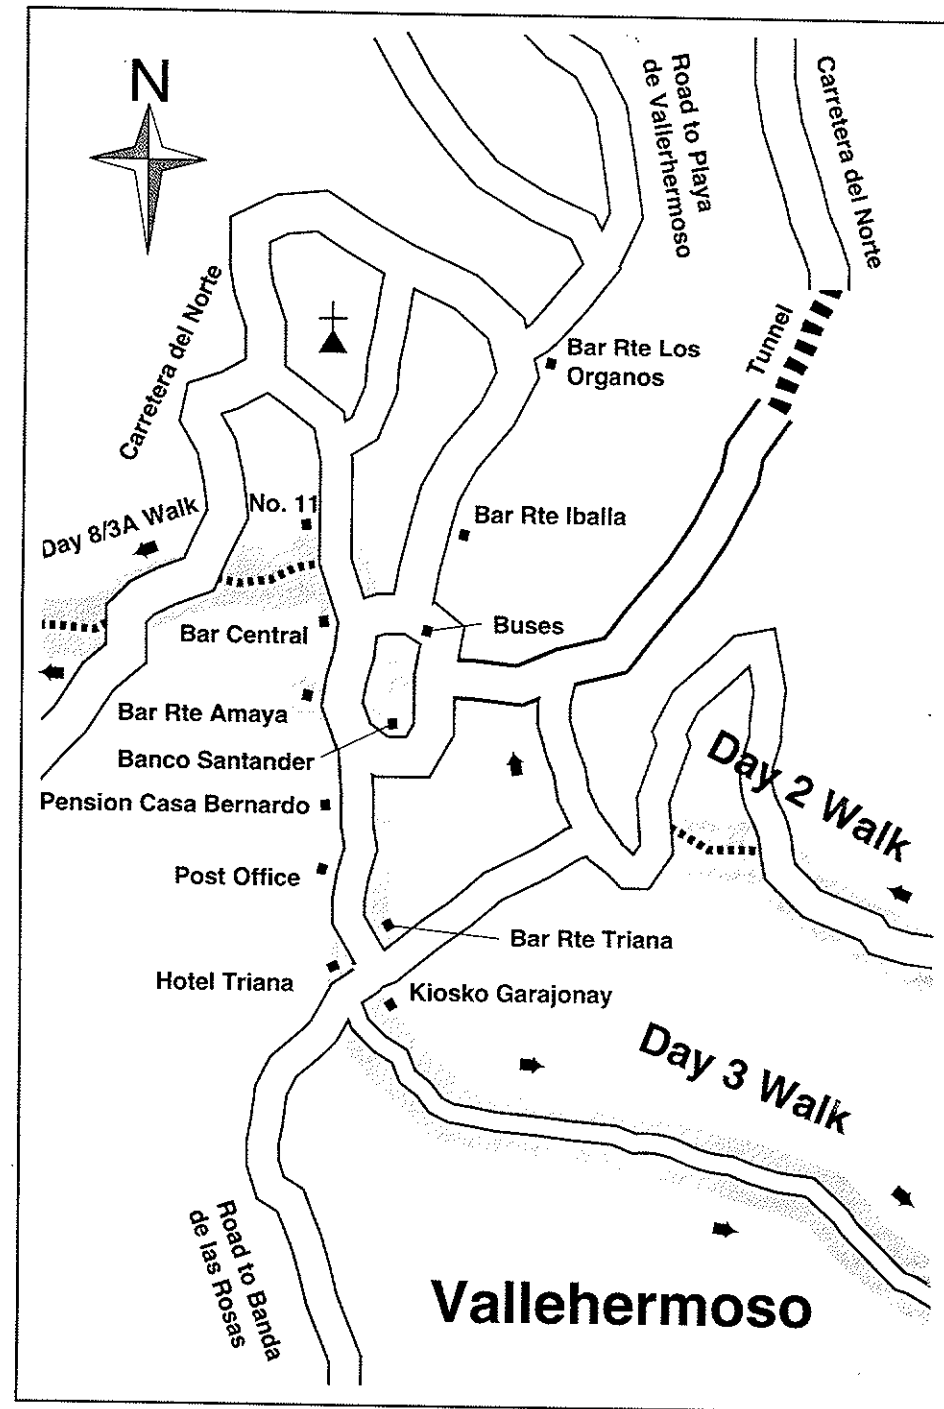 N
Road to Playa
de Vallerhermoso
Carretera del Norte
Carretera del Norte
Tunnel
Bar Rte Los
Organos
No. 11
Day 8/3A Walk
Bar Rte Iballa
Bar Central
Buses
Bar Rte Amaya
Banco Santander
Pension Casa Bernardo
Day 2 Walk
Post Office
Bar Rte Triana
Hotel Triana
Kiosko Garajonay
Day 3 Walk
Road to Banda
de las Rosas
Vallehermoso